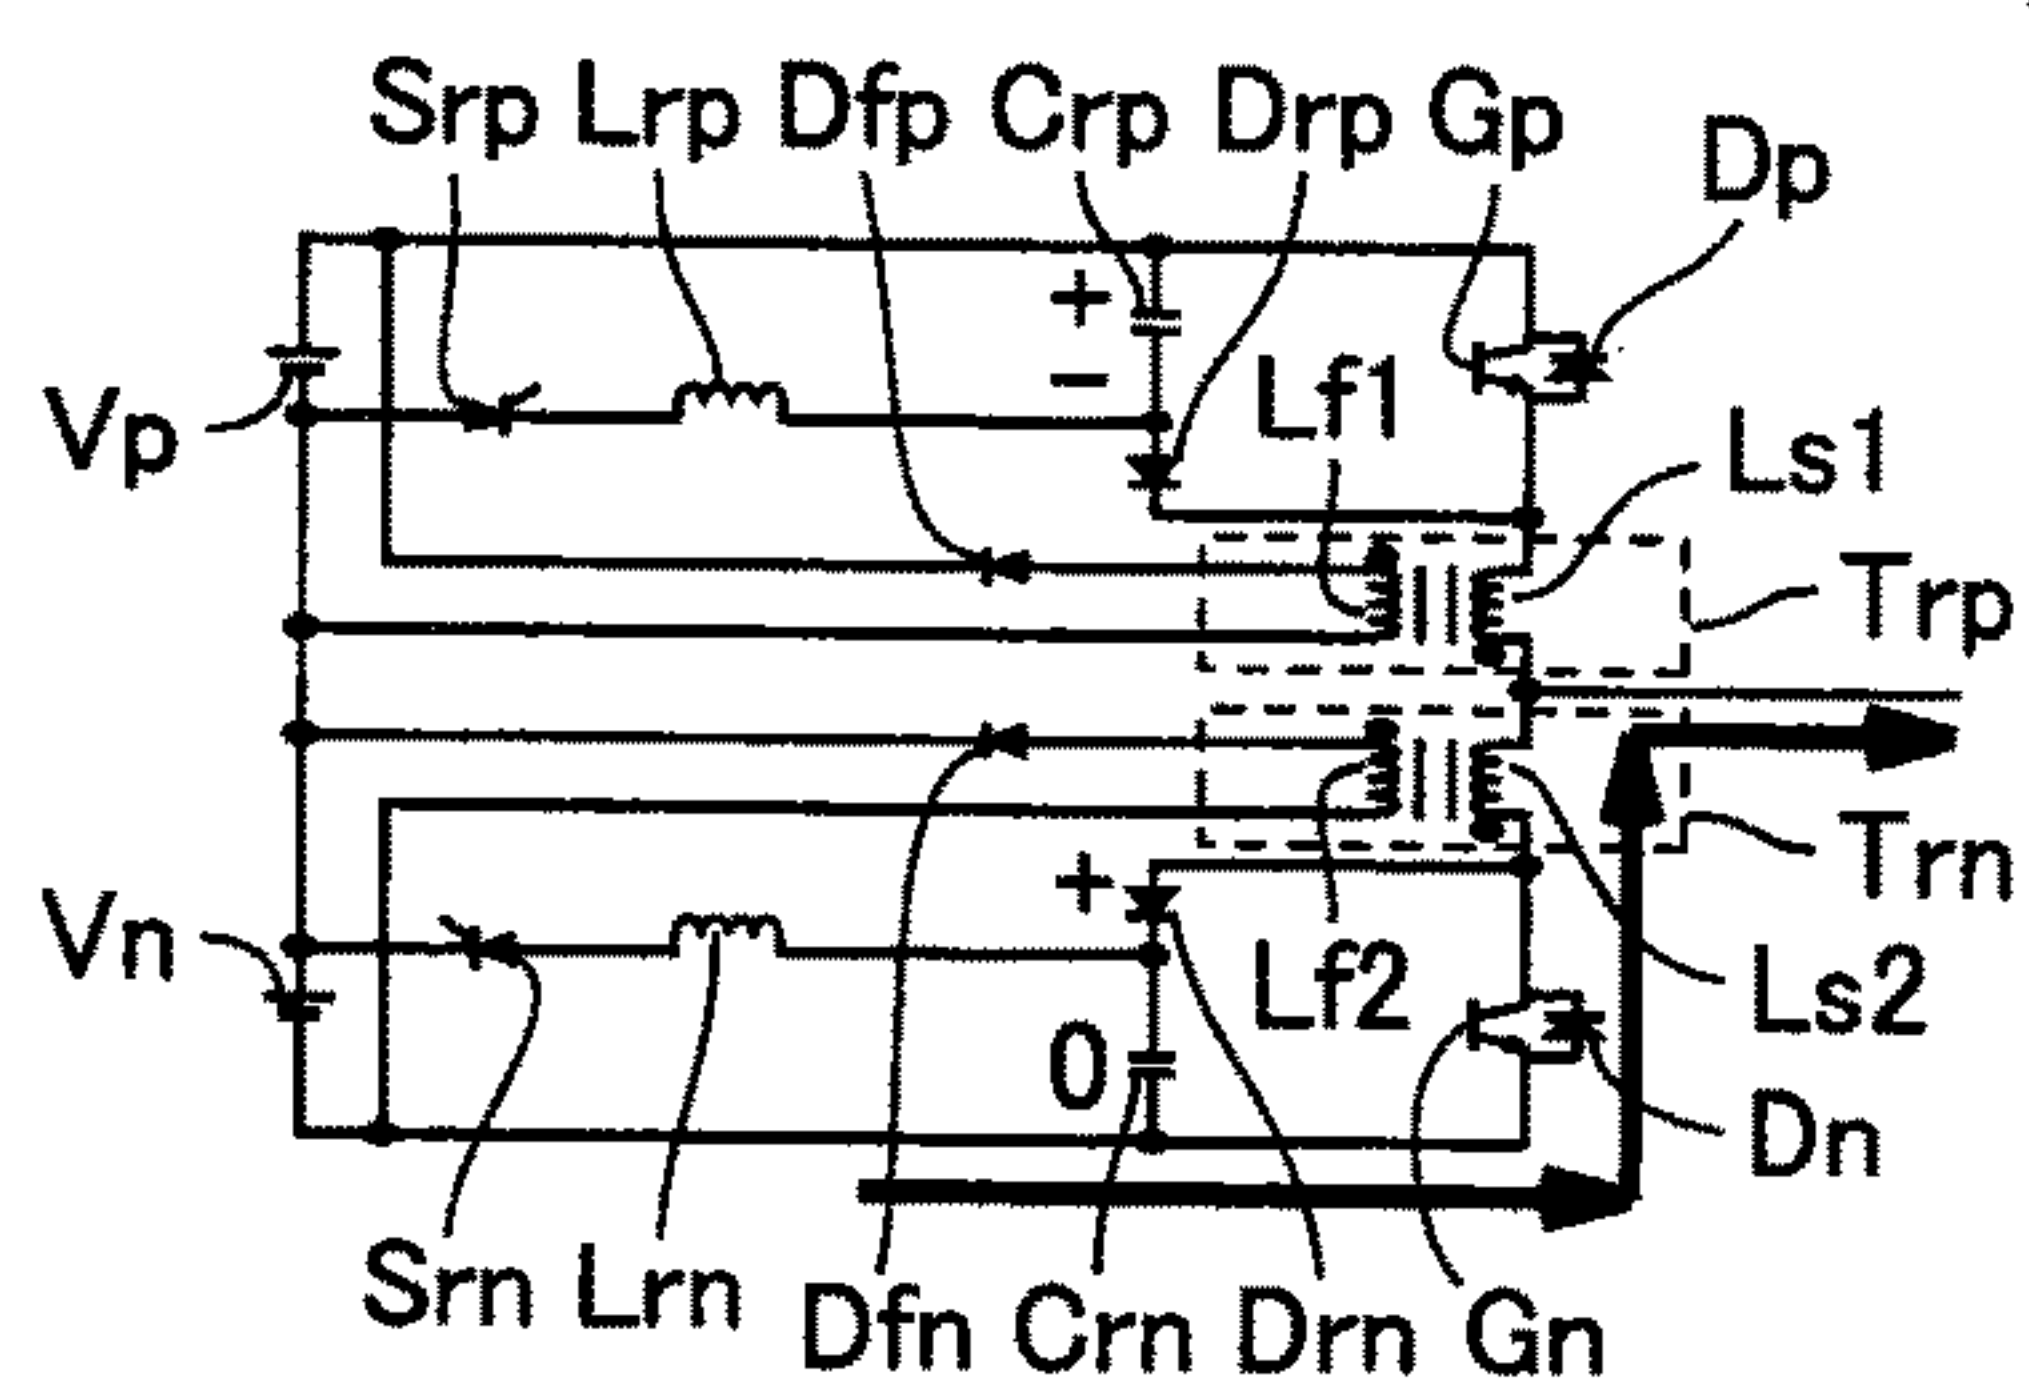 Srp Lrp Dfp Crp Drp Gp Dp
+
−
Vp
Lf1
Ls1
Trp
Trn
+
Vn
Lf2
Ls2
0
Dn
Srn Lrn Dfn Crn Drn Gn